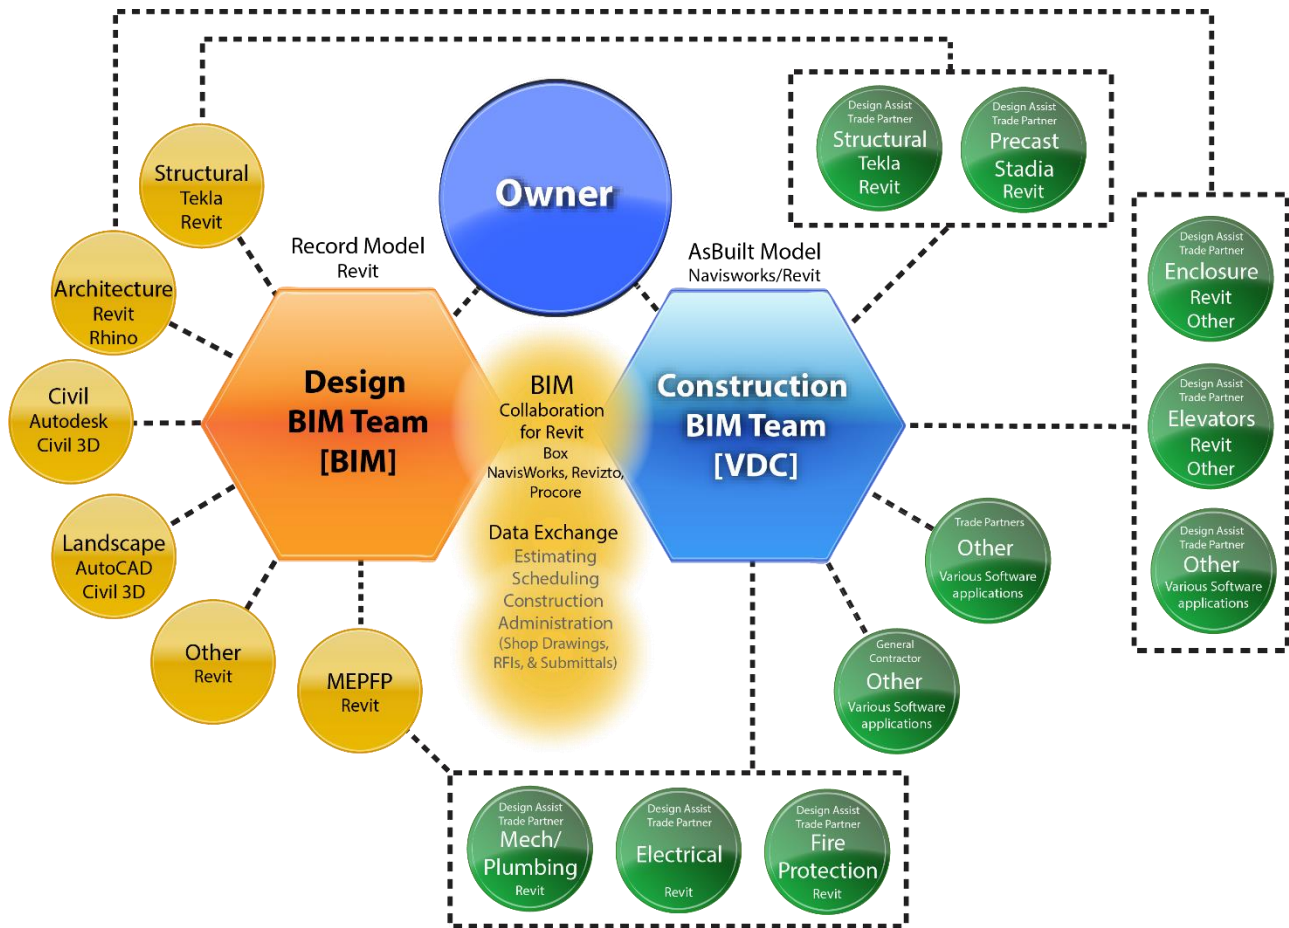 Owner
Record Model
Revit
AsBuilt Model
Navisworks/Revit
Structural
Tekla
Revit
Architecture
Revit
Rhino
Civil
Autodesk
Civil 3D
Landscape
AutoCAD
Civil 3D
Other
Revit
MEPFP
Revit
Design
BIM Team
[BIM]
BIM
Collaboration
for Revit
Box
NavisWorks, Revizto,
Procore
Data Exchange
Estimating
Scheduling
Construction
Administration
(Shop Drawings,
RFIs, & Submittals)
Construction
BIM Team
[VDC]
Design Assist
Trade Partner
Structural
Tekla
Revit
Design Assist
Trade Partner
Precast
Stadia
Revit
Design Assist
Trade Partner
Enclosure
Revit
Other
Design Assist
Trade Partner
Elevators
Revit
Other
Design Assist
Trade Partner
Other
Various Software
applications
Trade Partners
Other
Various Software
applications
General
Contractor
Other
Various Software
applications
Design Assist
Trade Partner
Mech/
Plumbing
Revit
Design Assist
Trade Partner
Electrical
Revit
Design Assist
Trade Partner
Fire
Protection
Revit